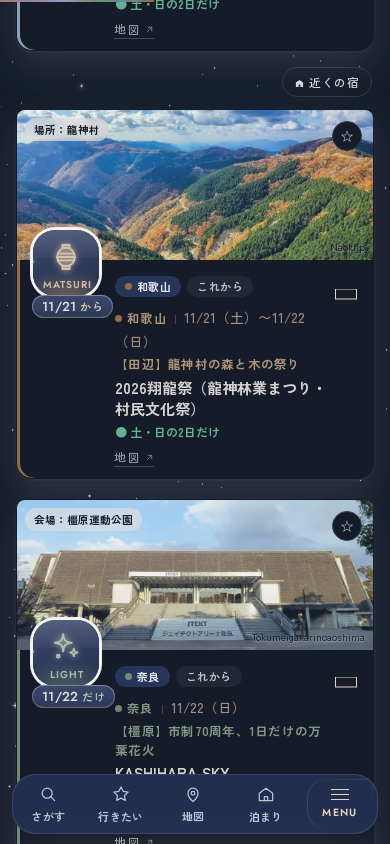 土・日の2日だけ
地図
近くの宿
場所：龍神村
Naokijp
MATSURI
11/21 から
和歌山
これから
和歌山 | 11/21（土）〜11/22
（日）
【田辺】龍神村の森と木の祭り
2026翔龍祭（龍神林業まつり・
村民文化祭）
土・日の2日だけ
地図
会場：橿原運動公園
JTEKT
ジェイテクトアリーナ奈良
Tokumeigakarinoaoshima
LIGHT
11/22 だけ
奈良
これから
奈良 | 11/22（日）
【橿原】市制70周年、1日だけの万
葉花火
KASHIHARA SKY
さがす
行きたい
地図
泊まり
MENU
地図